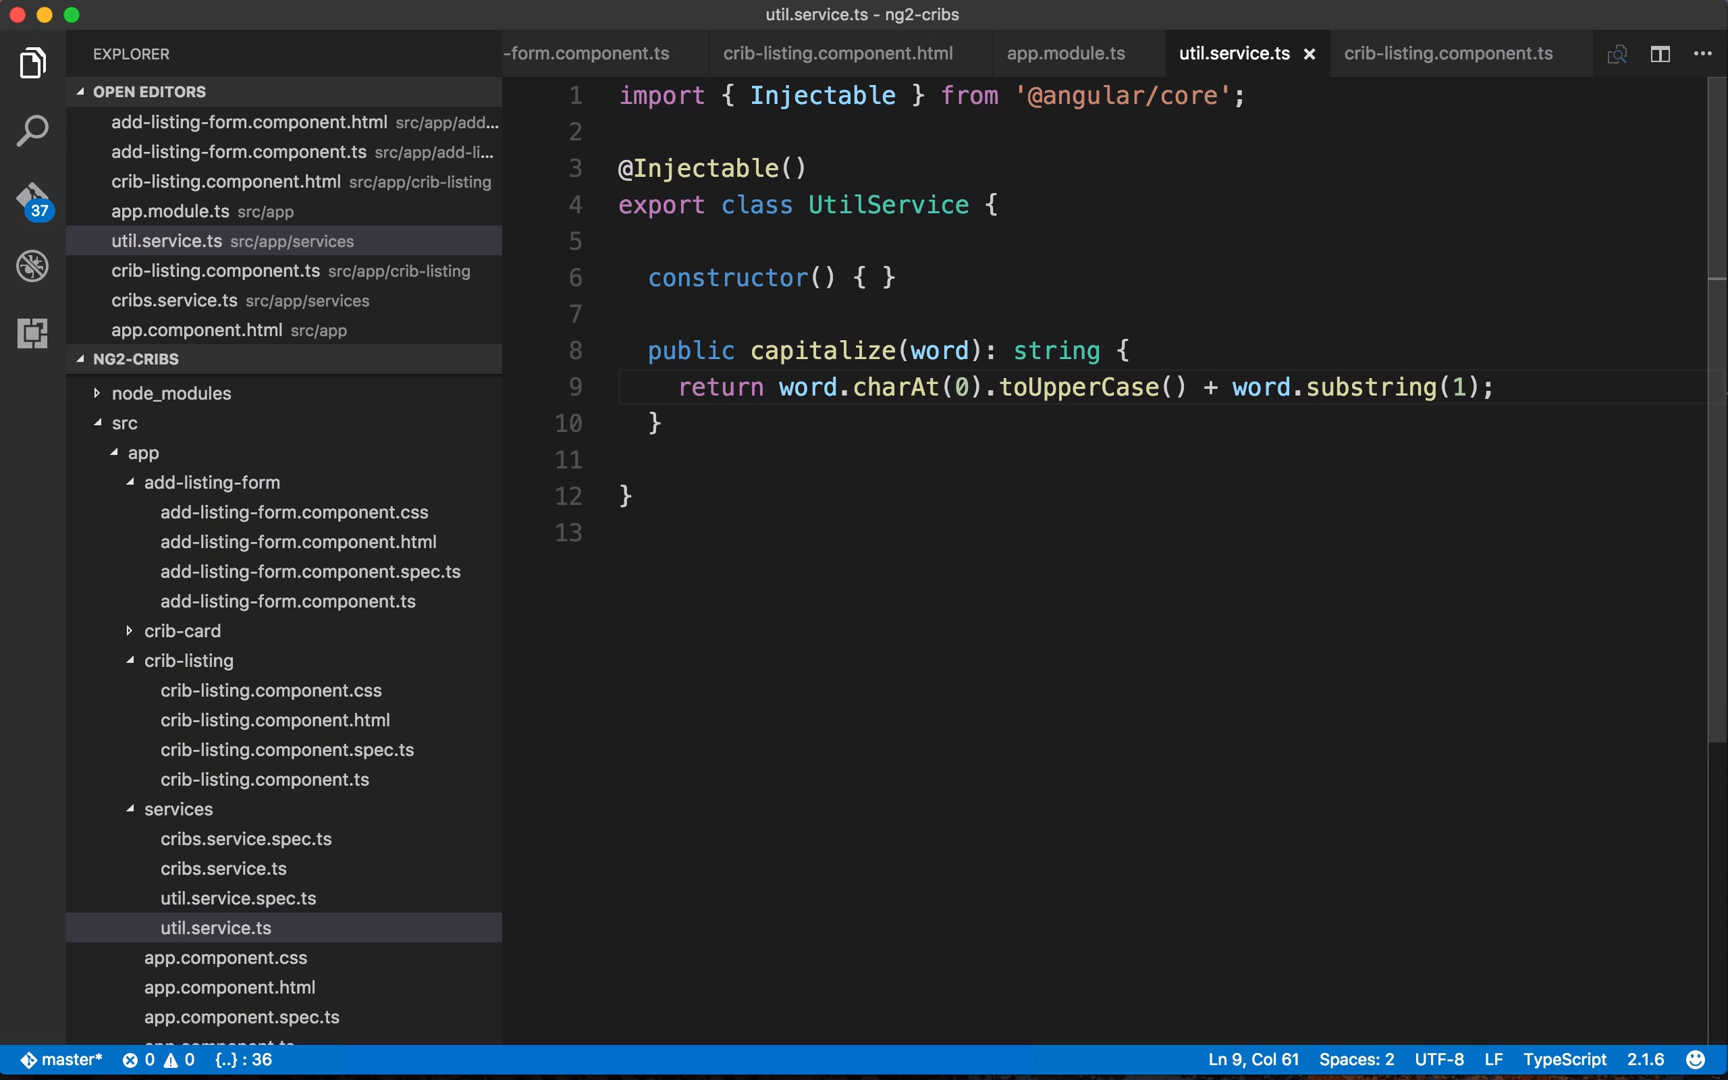 util.service.ts - ng2-cribs
EXPLORER
OPEN EDITORS
add-listing-form.component.html src/app/add...
add-listing-form.component.ts src/app/add-li...
crib-listing.component.html src/app/crib-listing
app.module.ts src/app
util.service.ts src/app/services
crib-listing.component.ts src/app/crib-listing
cribs.service.ts src/app/services
app.component.html src/app
NG2-CRIBS
node_modules
src
app
add-listing-form
add-listing-form.component.css
add-listing-form.component.html
add-listing-form.component.spec.ts
add-listing-form.component.ts
crib-card
crib-listing
crib-listing.component.css
crib-listing.component.html
crib-listing.component.spec.ts
crib-listing.component.ts
services
cribs.service.spec.ts
cribs.service.ts
util.service.spec.ts
util.service.ts
app.component.css
app.component.html
app.component.spec.ts
37
-form.component.ts crib-listing.component.html app.module.ts util.service.ts × crib-listing.component.ts ...
1 import { Injectable } from '@angular/core';
2
3 @Injectable()
4 export class UtilService {
5
6 constructor() { }
7
8 public capitalize(word): string {
9 return word.charAt(0).toUpperCase() + word.substring(1);
10 }
11
12 }
13
master* 0 0 {..} : 36 Ln 9, Col 61 Spaces: 2 UTF-8 LF TypeScript 2.1.6